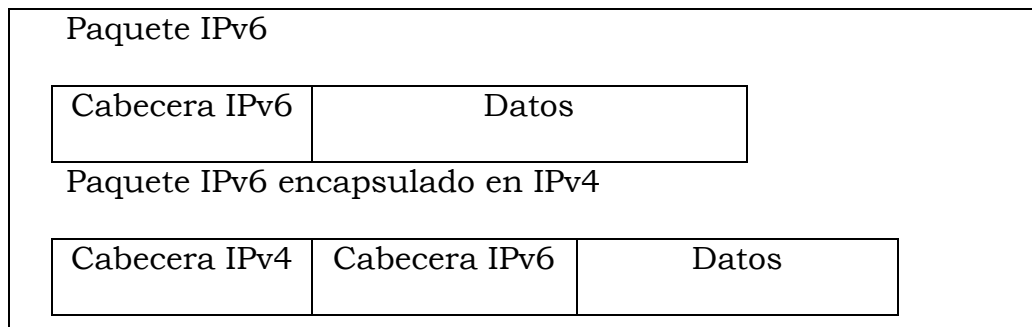 Paquete IPv6
Cabecera IPv6 Datos
Paquete IPv6 encapsulado en IPv4
Cabecera IPv4 Cabecera IPv6 Datos